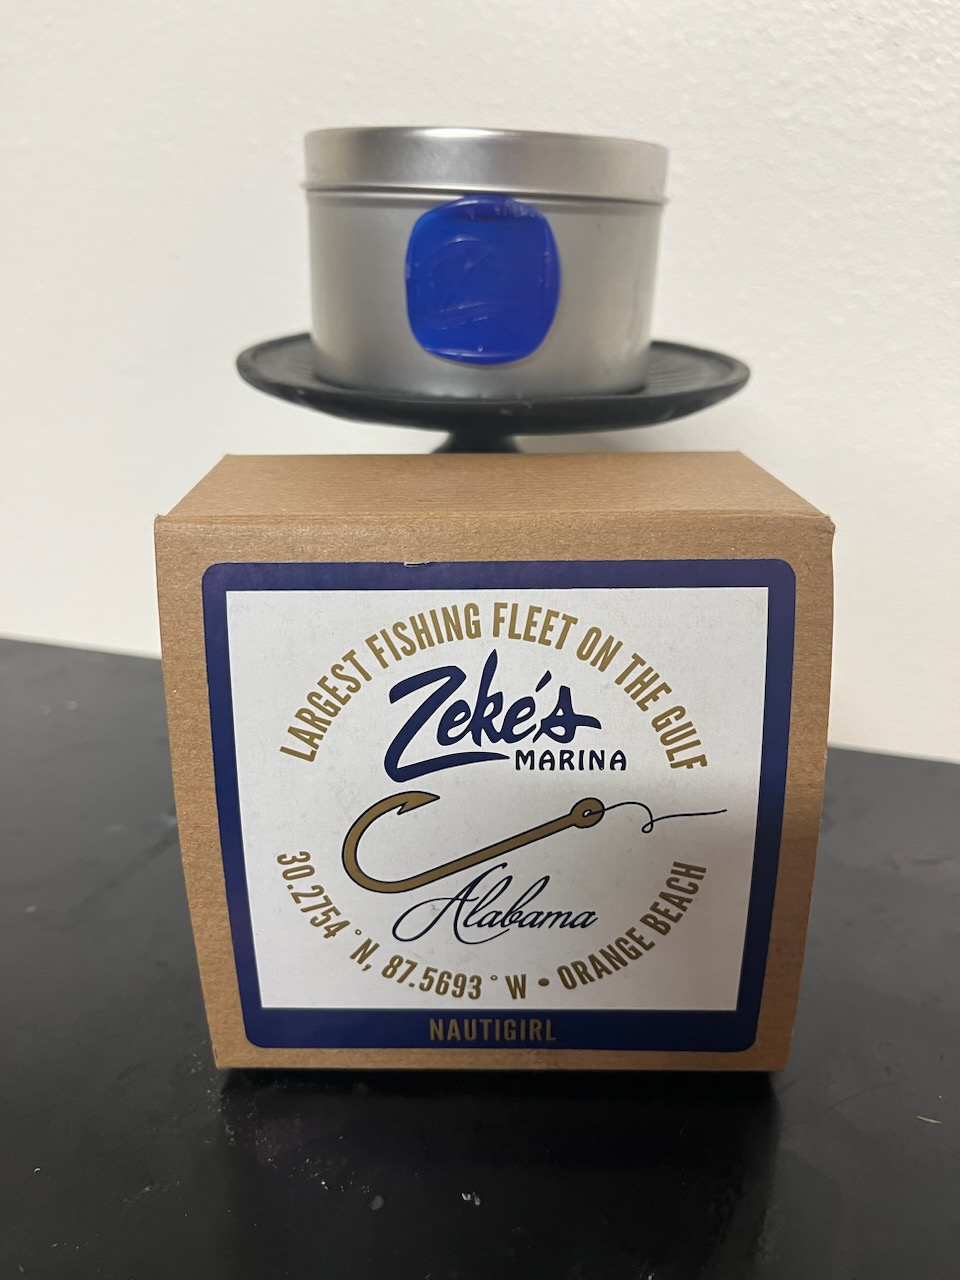 LARGEST FISHING FLEET ON THE GULF
Zeke's
MARINA
Alabama
30.2754 °N, 87.5693 °W • ORANGE BEACH
NAUTIGIRL